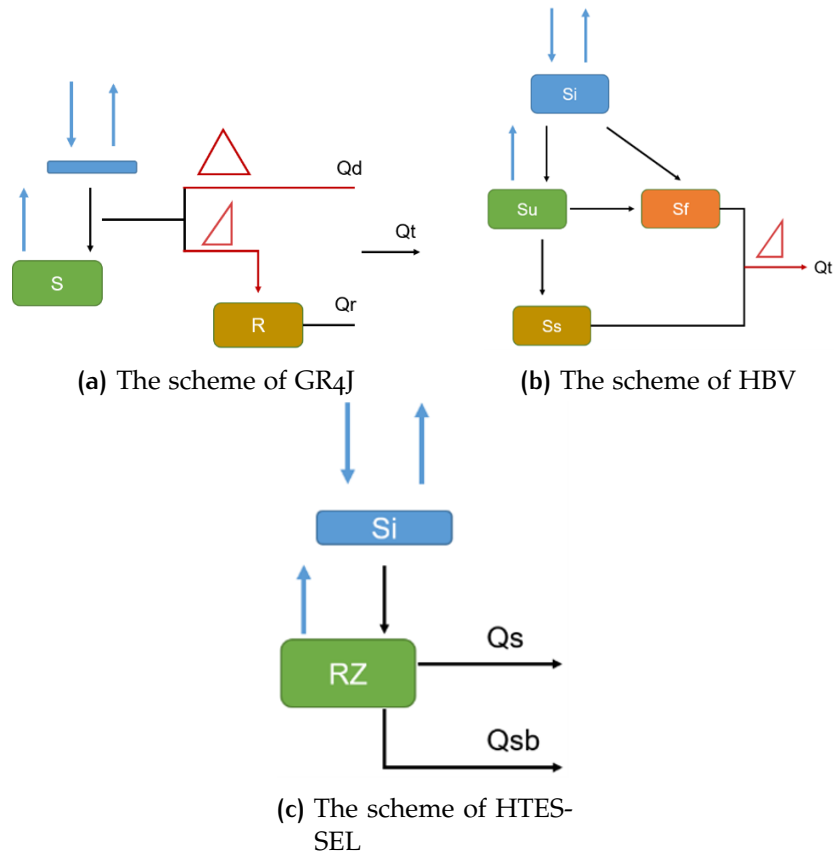 Qd
Qt
S
R
Qr
(a) The scheme of GR4J
Si
Su
Sf
Qt
Ss
(b) The scheme of HBV
Si
RZ
Qs
Qsb
(c) The scheme of HTES-
SEL